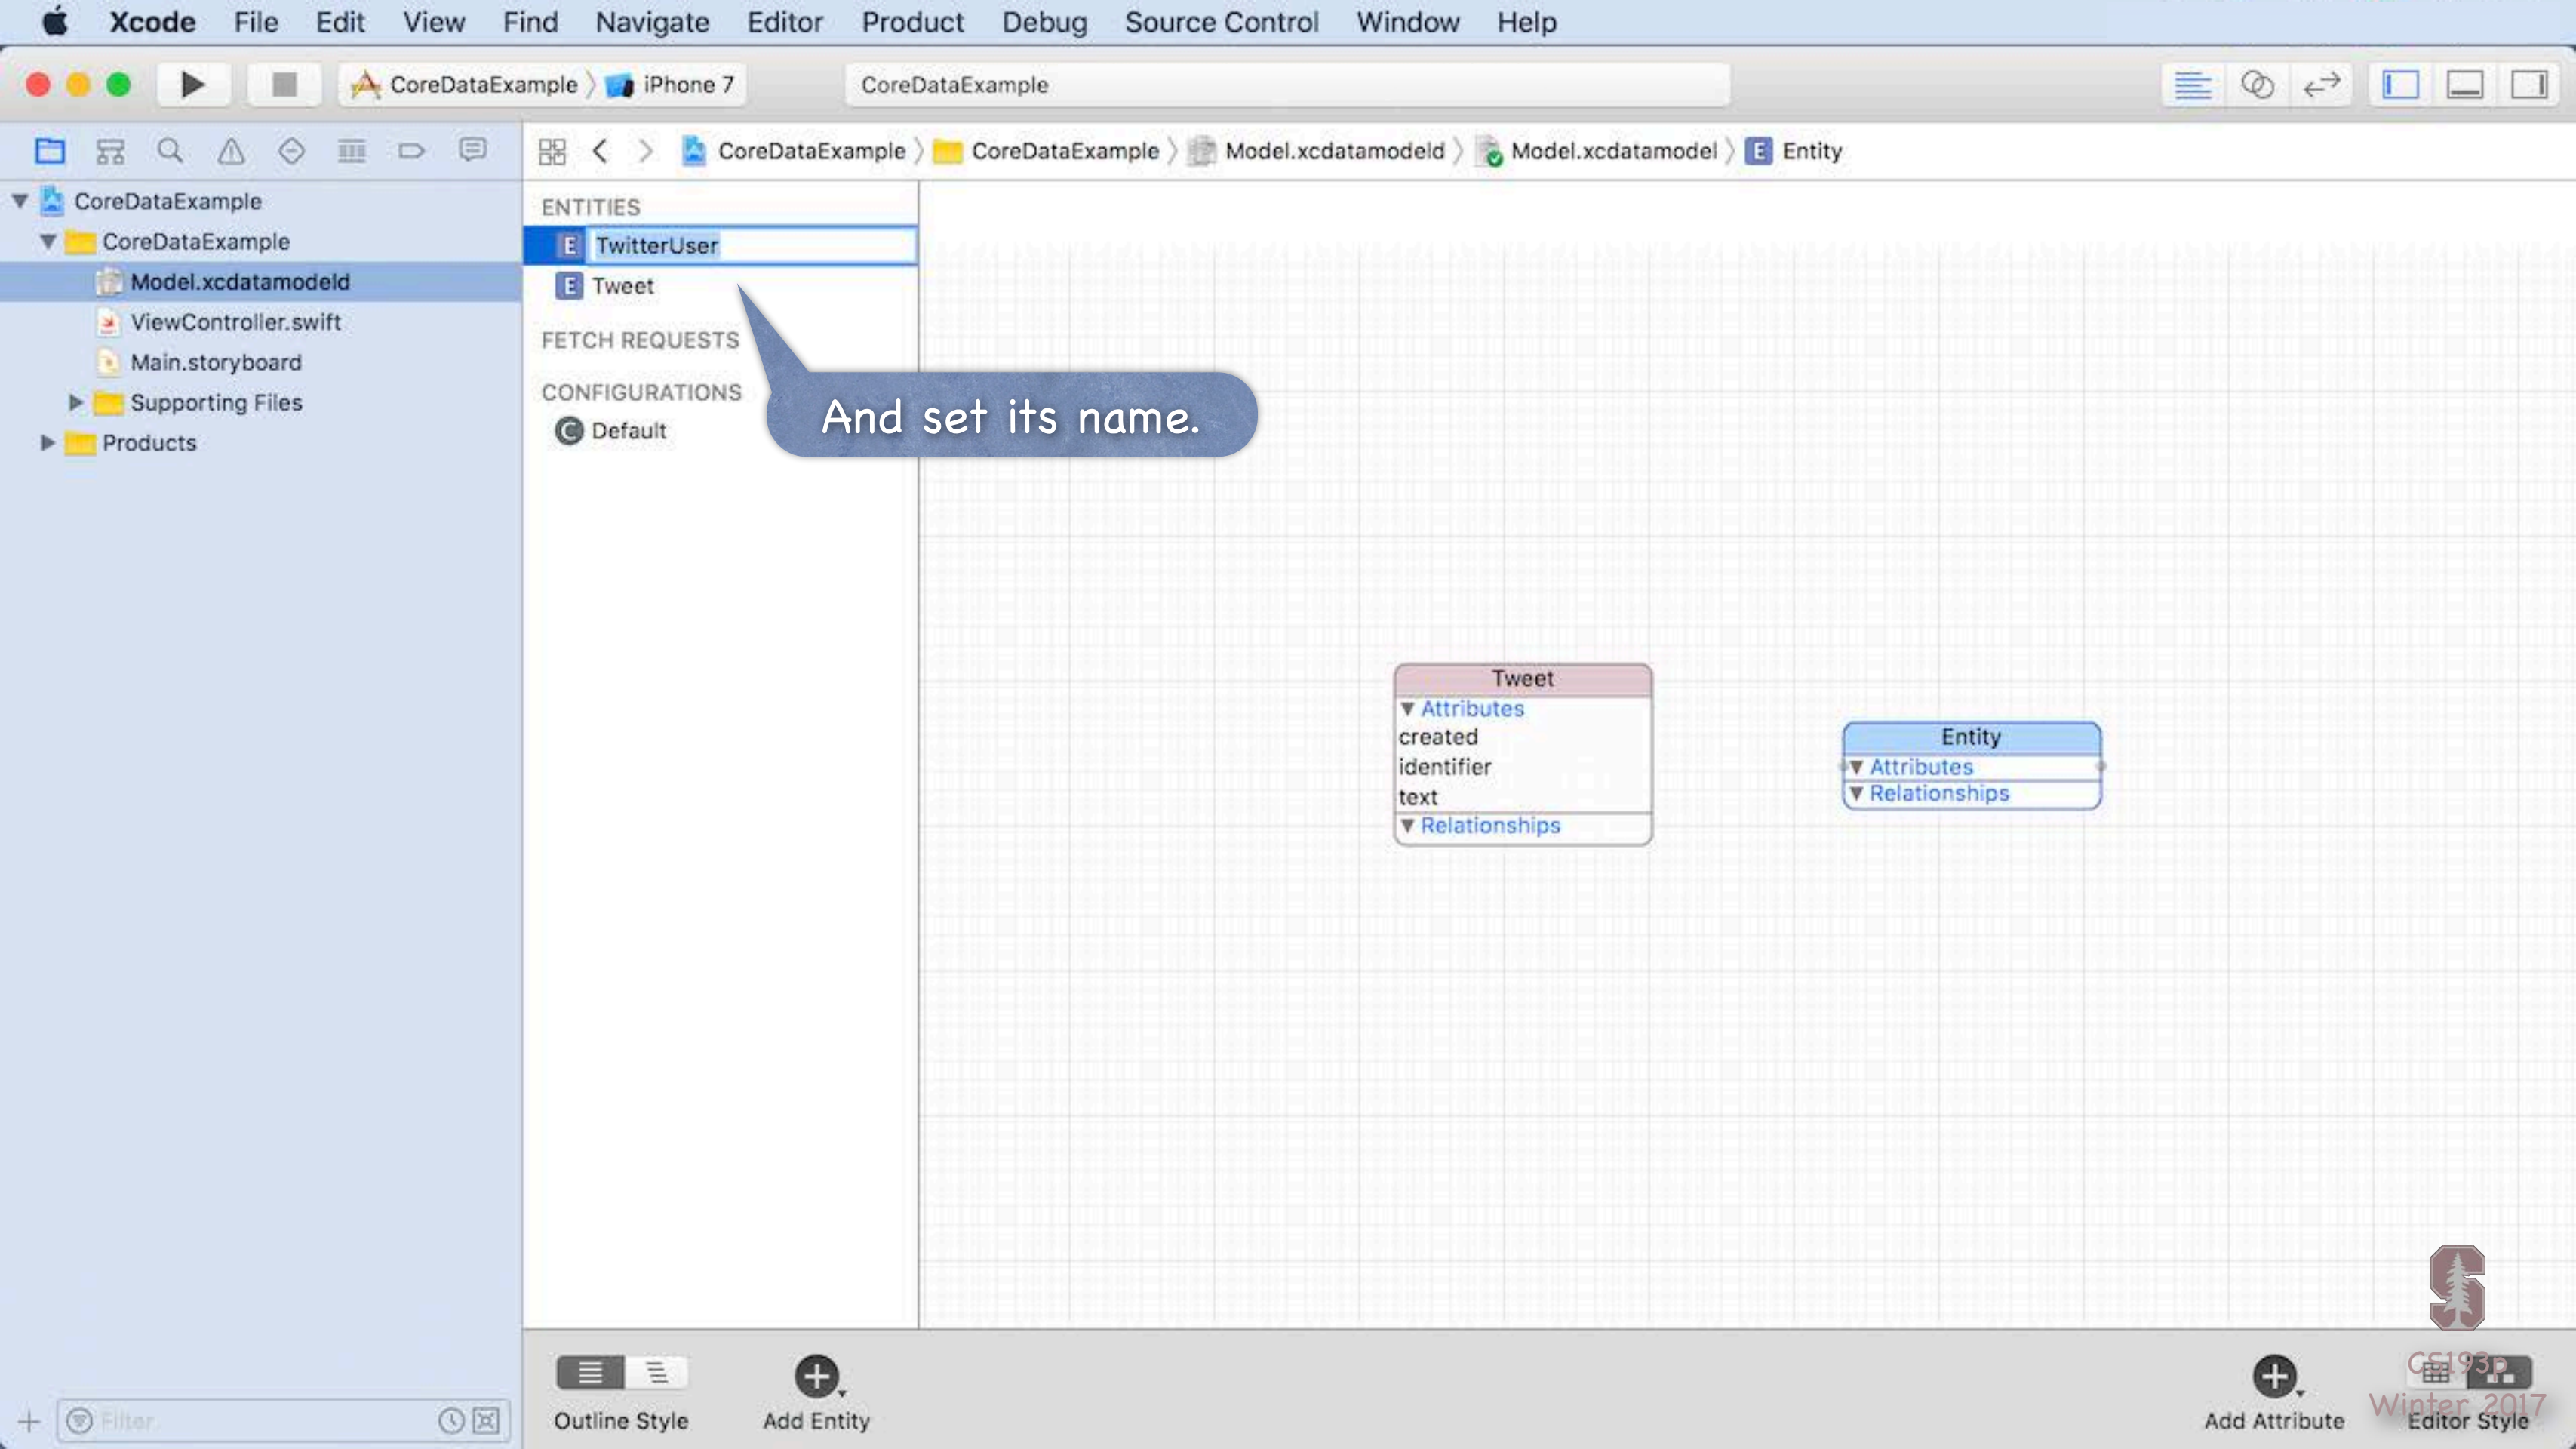 Xcode File Edit View Find Navigate Editor Product Debug Source Control Window Help
CoreDataExample iPhone 7 CoreDataExample
CoreDataExample CoreDataExample Model.xcdatamodeld Model.xcdatamodel E Entity
CoreDataExample
CoreDataExample
Model.xcdatamodeld
ViewController.swift
Main.storyboard
Supporting Files
Products
ENTITIES
E TwitterUser
E Tweet
FETCH REQUESTS
CONFIGURATIONS
C Default
And set its name.
Tweet
Attributes
created
identifier
text
Relationships
Entity
Attributes
Relationships
Filter
Outline Style
Add Entity
Add Attribute
Editor Style
S
CS193p
Winter 2017